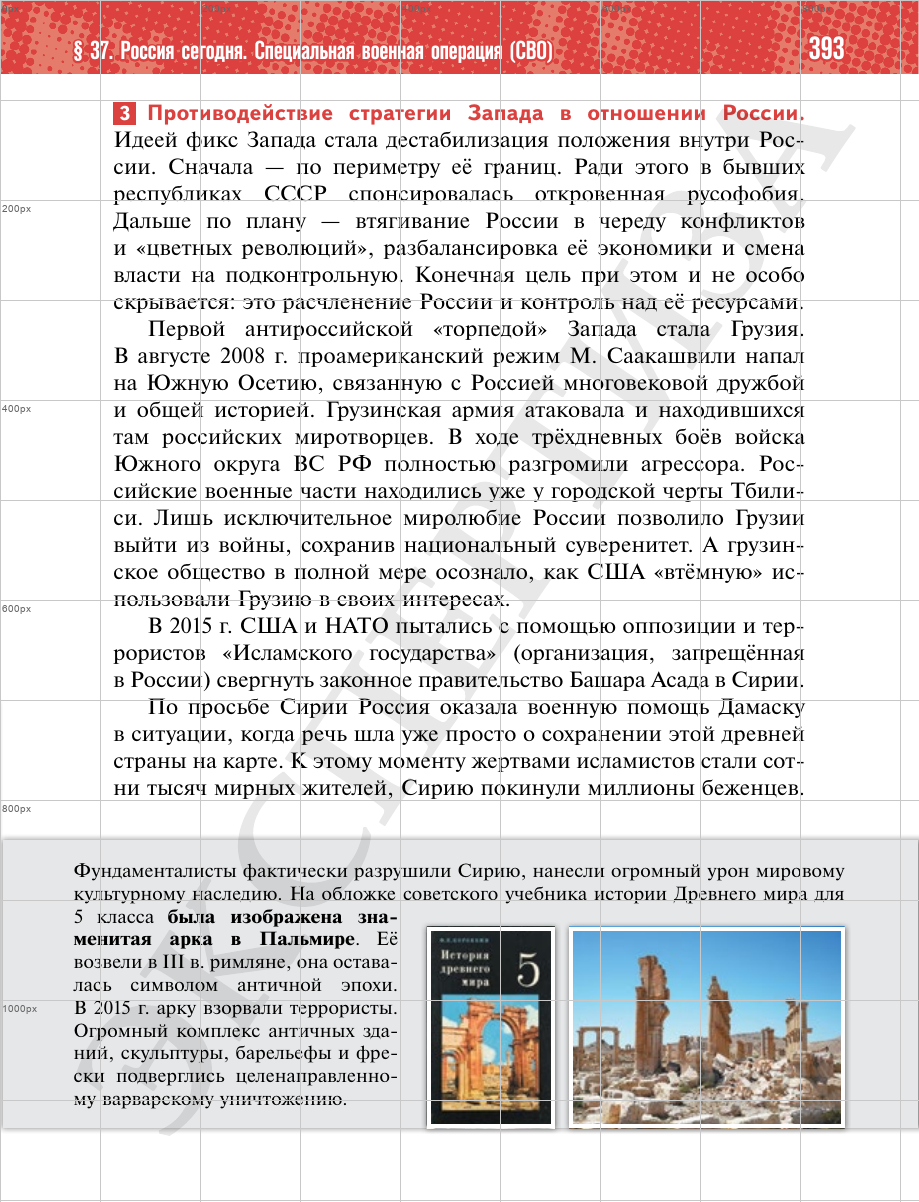 § 37. Россия сегодня. Специальная военная операция (СВО) 393
3 Противодействие стратегии Запада в отношении России.
Идеей фикс Запада стала дестабилизация положения внутри Рос-
сии. Сначала — по периметру её границ. Ради этого в бывших
республиках СССР спонсировалась откровенная русофобия.
Дальше по плану — втягивание России в череду конфликтов
и «цветных революций», разбалансировка её экономики и смена
власти на подконтрольную. Конечная цель при этом и не особо
скрывается: это расчленение России и контроль над её ресурсами.
Первой антироссийской «торпедой» Запада стала Грузия.
В августе 2008 г. проамериканский режим М. Саакашвили напал
на Южную Осетию, связанную с Россией многовековой дружбой
и общей историей. Грузинская армия атаковала и находившихся
там российских миротворцев. В ходе трёхдневных боёв войска
Южного округа ВС РФ полностью разгромили агрессора. Рос-
сийские военные части находились уже у городской черты Тбили-
си. Лишь исключительное миролюбие России позволило Грузии
выйти из войны, сохранив национальный суверенитет. А грузин-
ское общество в полной мере осознало, как США «втёмную» ис-
пользовали Грузию в своих интересах.
В 2015 г. США и НАТО пытались с помощью оппозиции и тер-
рористов «Исламского государства» (организация, запрещённая
в России) свергнуть законное правительство Башара Асада в Сирии.
По просьбе Сирии Россия оказала военную помощь Дамаску
в ситуации, когда речь шла уже просто о сохранении этой древней
страны на карте. К этому моменту жертвами исламистов стали сот-
ни тысяч мирных жителей, Сирию покинули миллионы беженцев.
Фундаменталисты фактически разрушили Сирию, нанесли огромный урон мировому
культурному наследию. На обложке советского учебника истории Древнего мира для
5 класса была изображена зна-
менитая арка в Пальмире. Её
возвели в III в. римляне, она остава-
лась символом античной эпохи.
В 2015 г. арку взорвали террористы.
Огромный комплекс античных зда-
ний, скульптуры, барельефы и фре-
ски подверглись целенаправленно-
му варварскому уничтожению.
Ф.П.КОРОВКИН
История
древнего
мира
5
ЭКСПЕРТИЗА
200px
400px
600px
800px
1000px